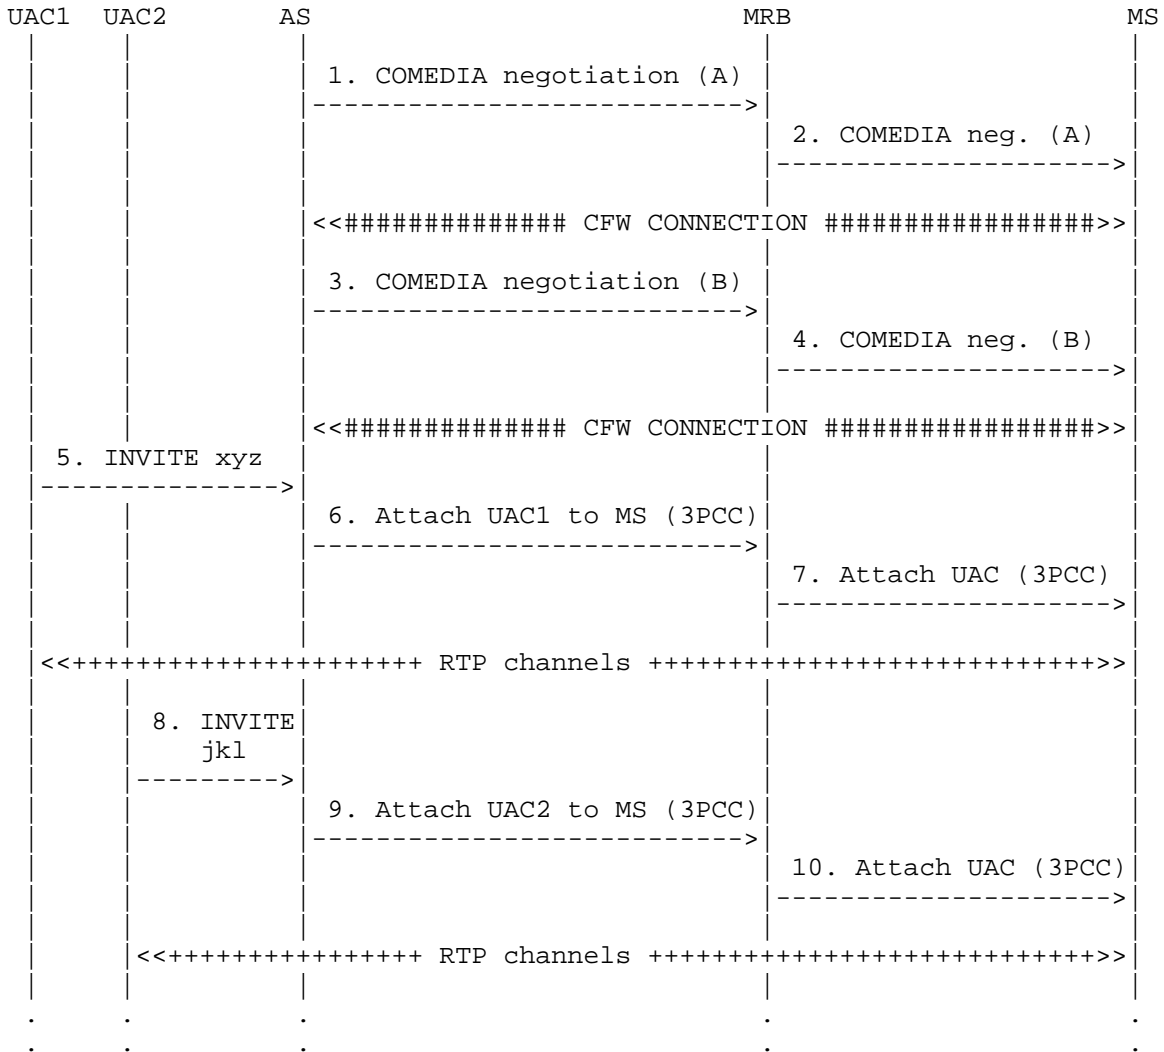 UAC1 UAC2 AS MRB MS
1. COMEDIA negotiation (A)
2. COMEDIA neg. (A)
<<############## CFW CONNECTION #################>>
3. COMEDIA negotiation (B)
4. COMEDIA neg. (B)
<<############## CFW CONNECTION #################>>
5. INVITE xyz
6. Attach UAC1 to MS (3PCC)
7. Attach UAC (3PCC)
<<++++++++++++++++++++++ RTP channels ++++++++++++++++++++++++++++>>
8. INVITE
jkl
9. Attach UAC2 to MS (3PCC)
10. Attach UAC (3PCC)
<<++++++++++++++++ RTP channels ++++++++++++++++++++++++++++>>